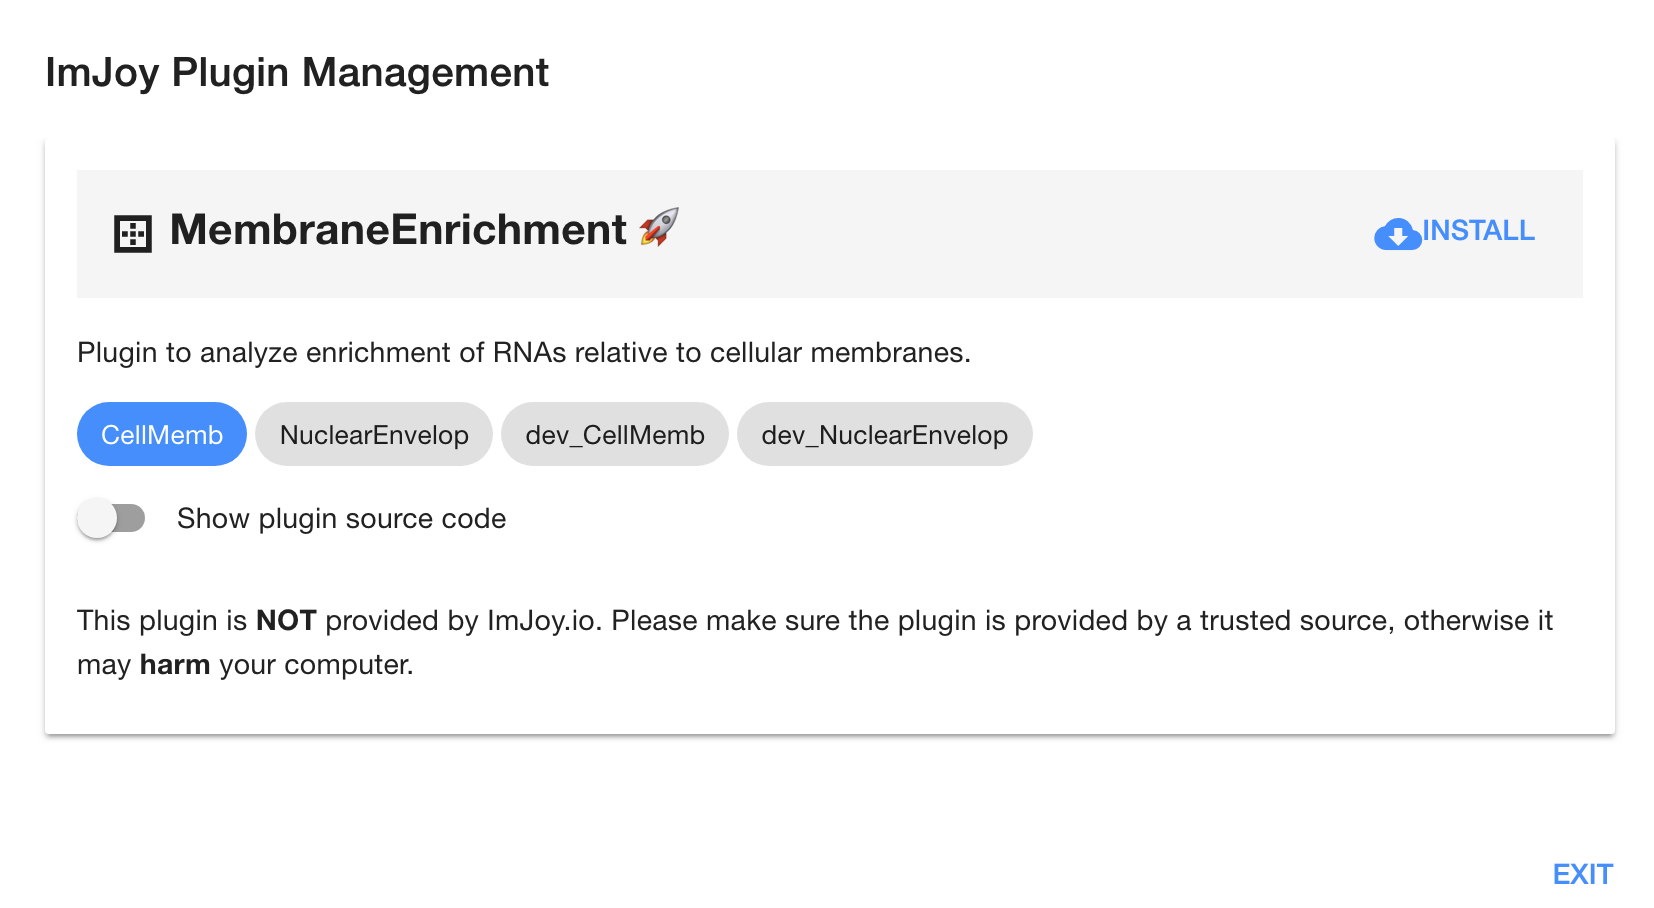 ImJoy Plugin Management
MembraneEnrichment 🚀
INSTALL
Plugin to analyze enrichment of RNAs relative to cellular membranes.
CellMemb NuclearEnvelop dev_CellMemb dev_NuclearEnvelop
Show plugin source code
This plugin is NOT provided by ImJoy.io. Please make sure the plugin is provided by a trusted source, otherwise it
may harm your computer.
EXIT